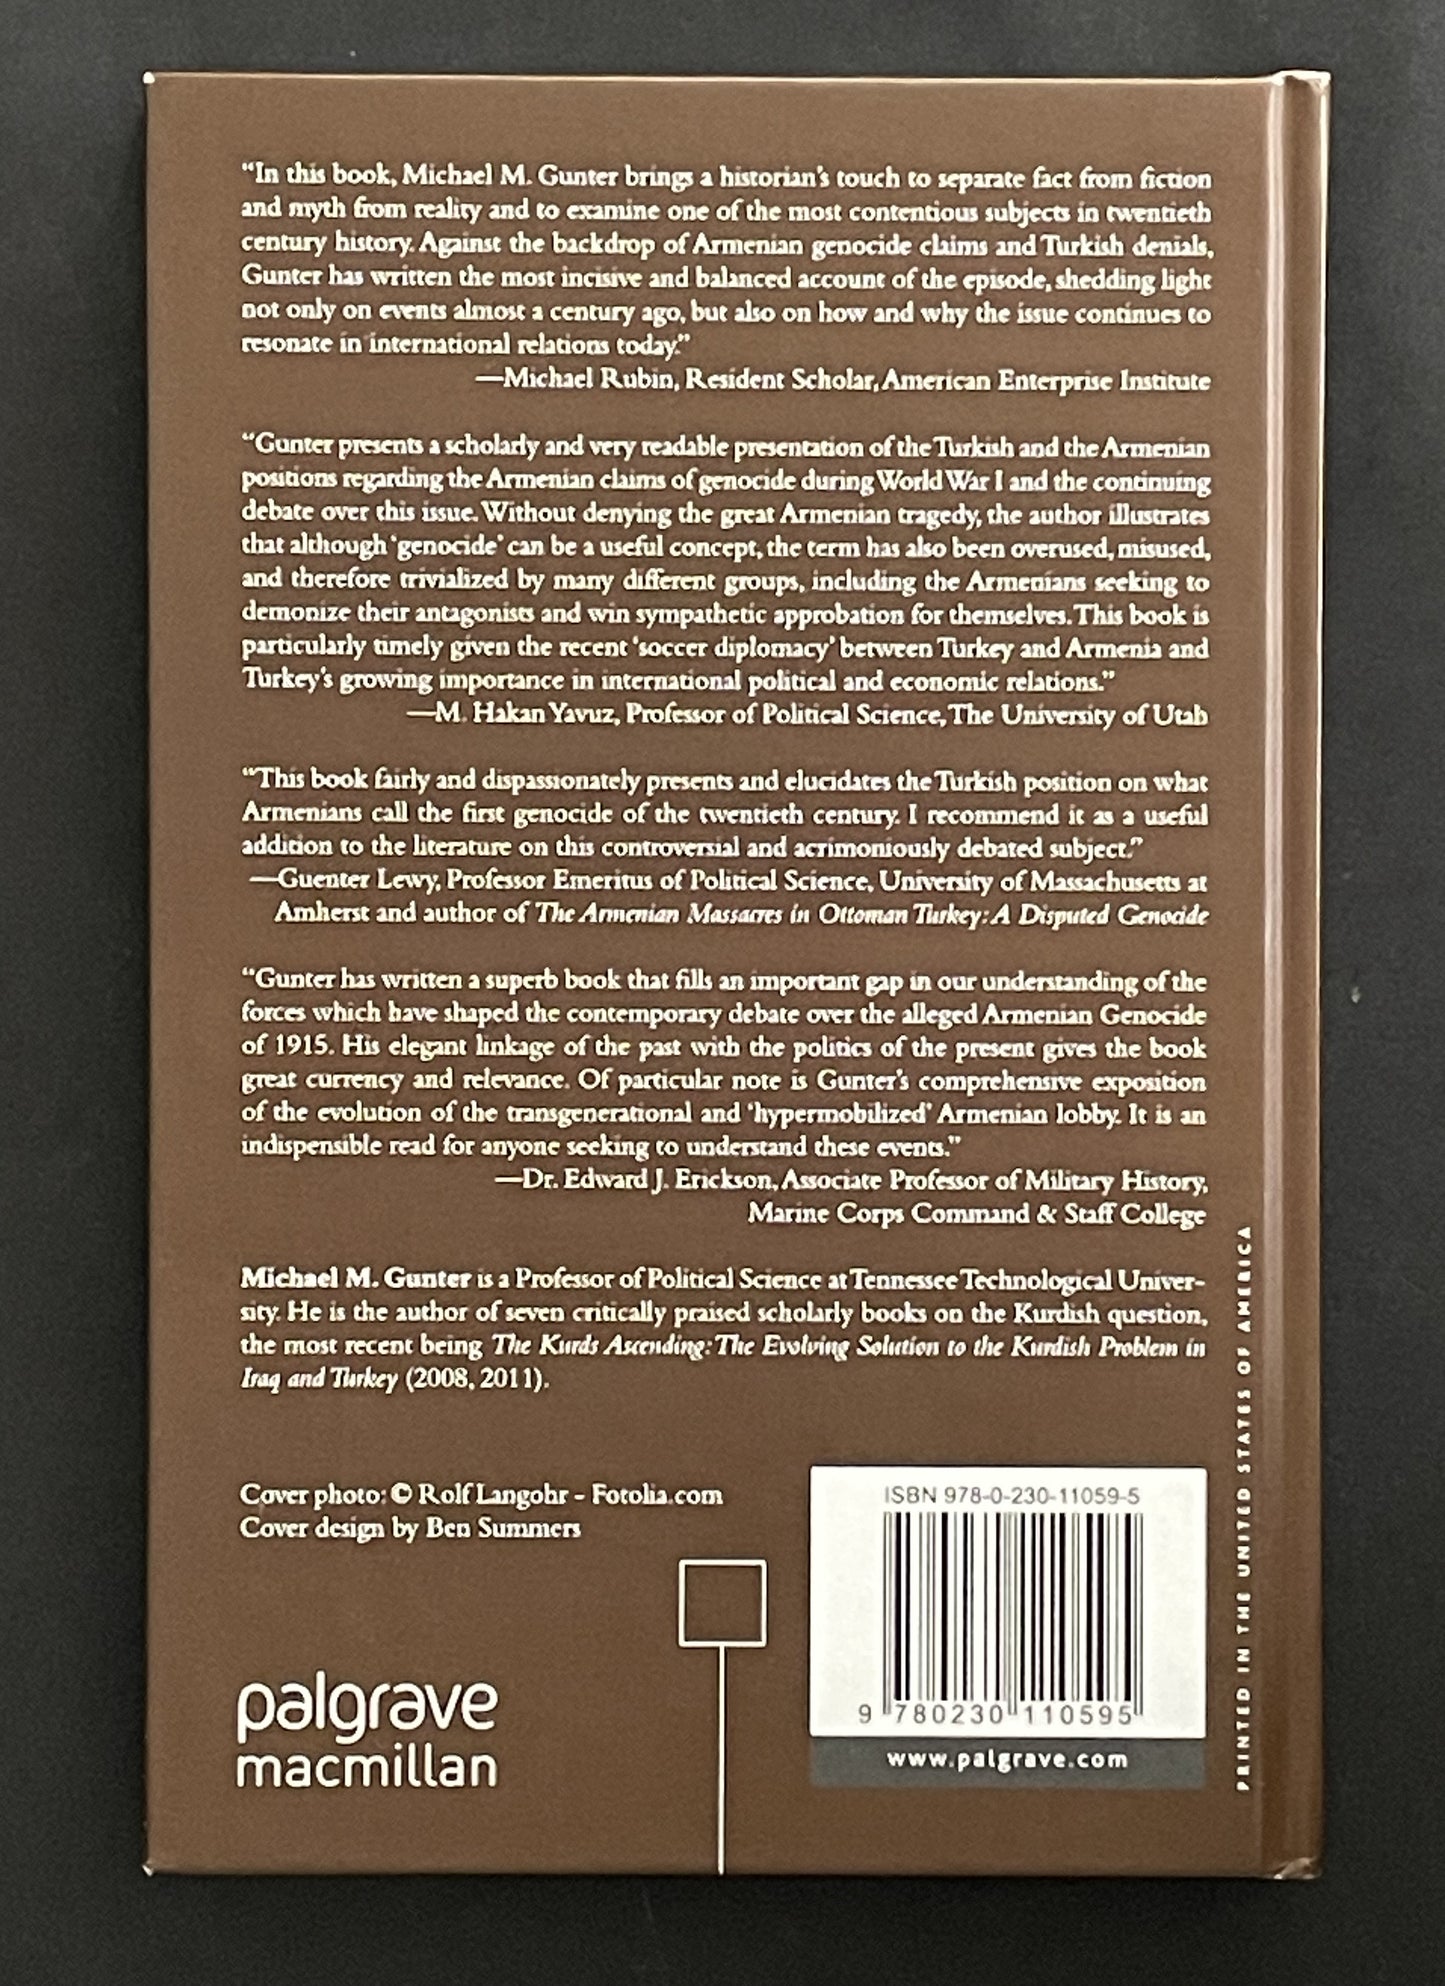 “In this book, Michael M. Gunter brings a historian’s touch to separate fact from fiction
and myth from reality and to examine one of the most contentious subjects in twentieth
century history. Against the backdrop of Armenian genocide claims and Turkish denials,
Gunter has written the most incisive and balanced account of the episode, shedding light
not only on events almost a century ago, but also on how and why the issue continues to
resonate in international relations today.”
—Michael Rubin, Resident Scholar, American Enterprise Institute
“Gunter presents a scholarly and very readable presentation of the Turkish and the Armenian
positions regarding the Armenian claims of genocide during World War I and the continuing
debate over this issue. Without denying the great Armenian tragedy, the author illustrates
that although ‘genocide’ can be a useful concept, the term has also been overused, misused,
and therefore trivialized by many different groups, including the Armenians seeking to
demonize their antagonists and win sympathetic approbation for themselves. This book is
particularly timely given the recent ‘soccer diplomacy’ between Turkey and Armenia and
Turkey’s growing importance in international political and economic relations.”
—M. Hakan Yavuz, Professor of Political Science, The University of Utah
“This book fairly and dispassionately presents and elucidates the Turkish position on what
Armenians call the first genocide of the twentieth century. I recommend it as a useful
addition to the literature on this controversial and acrimoniously debated subject.”
—Guenter Lewy, Professor Emeritus of Political Science, University of Massachusetts at
Amherst and author of The Armenian Massacres in Ottoman Turkey: A Disputed Genocide
“Gunter has written a superb book that fills an important gap in our understanding of the
forces which have shaped the contemporary debate over the alleged Armenian Genocide
of 1915. His elegant linkage of the past with the politics of the present gives the book
great currency and relevance. Of particular note is Gunter’s comprehensive exposition
of the evolution of the transgenerational and ‘hypermobilized’ Armenian lobby. It is an
indispensible read for anyone seeking to understand these events.”
—Dr. Edward J. Erickson, Associate Professor of Military History,
Marine Corps Command & Staff College
Michael M. Gunter is a Professor of Political Science at Tennessee Technological Univer-
sity. He is the author of seven critically praised scholarly books on the Kurdish question,
the most recent being The Kurds Ascending: The Evolving Solution to the Kurdish Problem in
Iraq and Turkey (2008, 2011).
Cover photo: © Rolf Langohr - Fotolia.com
Cover design by Ben Summers
palgrave
macmillan
ISBN 978-0-230-11059-5
9 780230 110595
www.palgrave.com
PRINTED IN THE UNITED STATES OF AMERICA